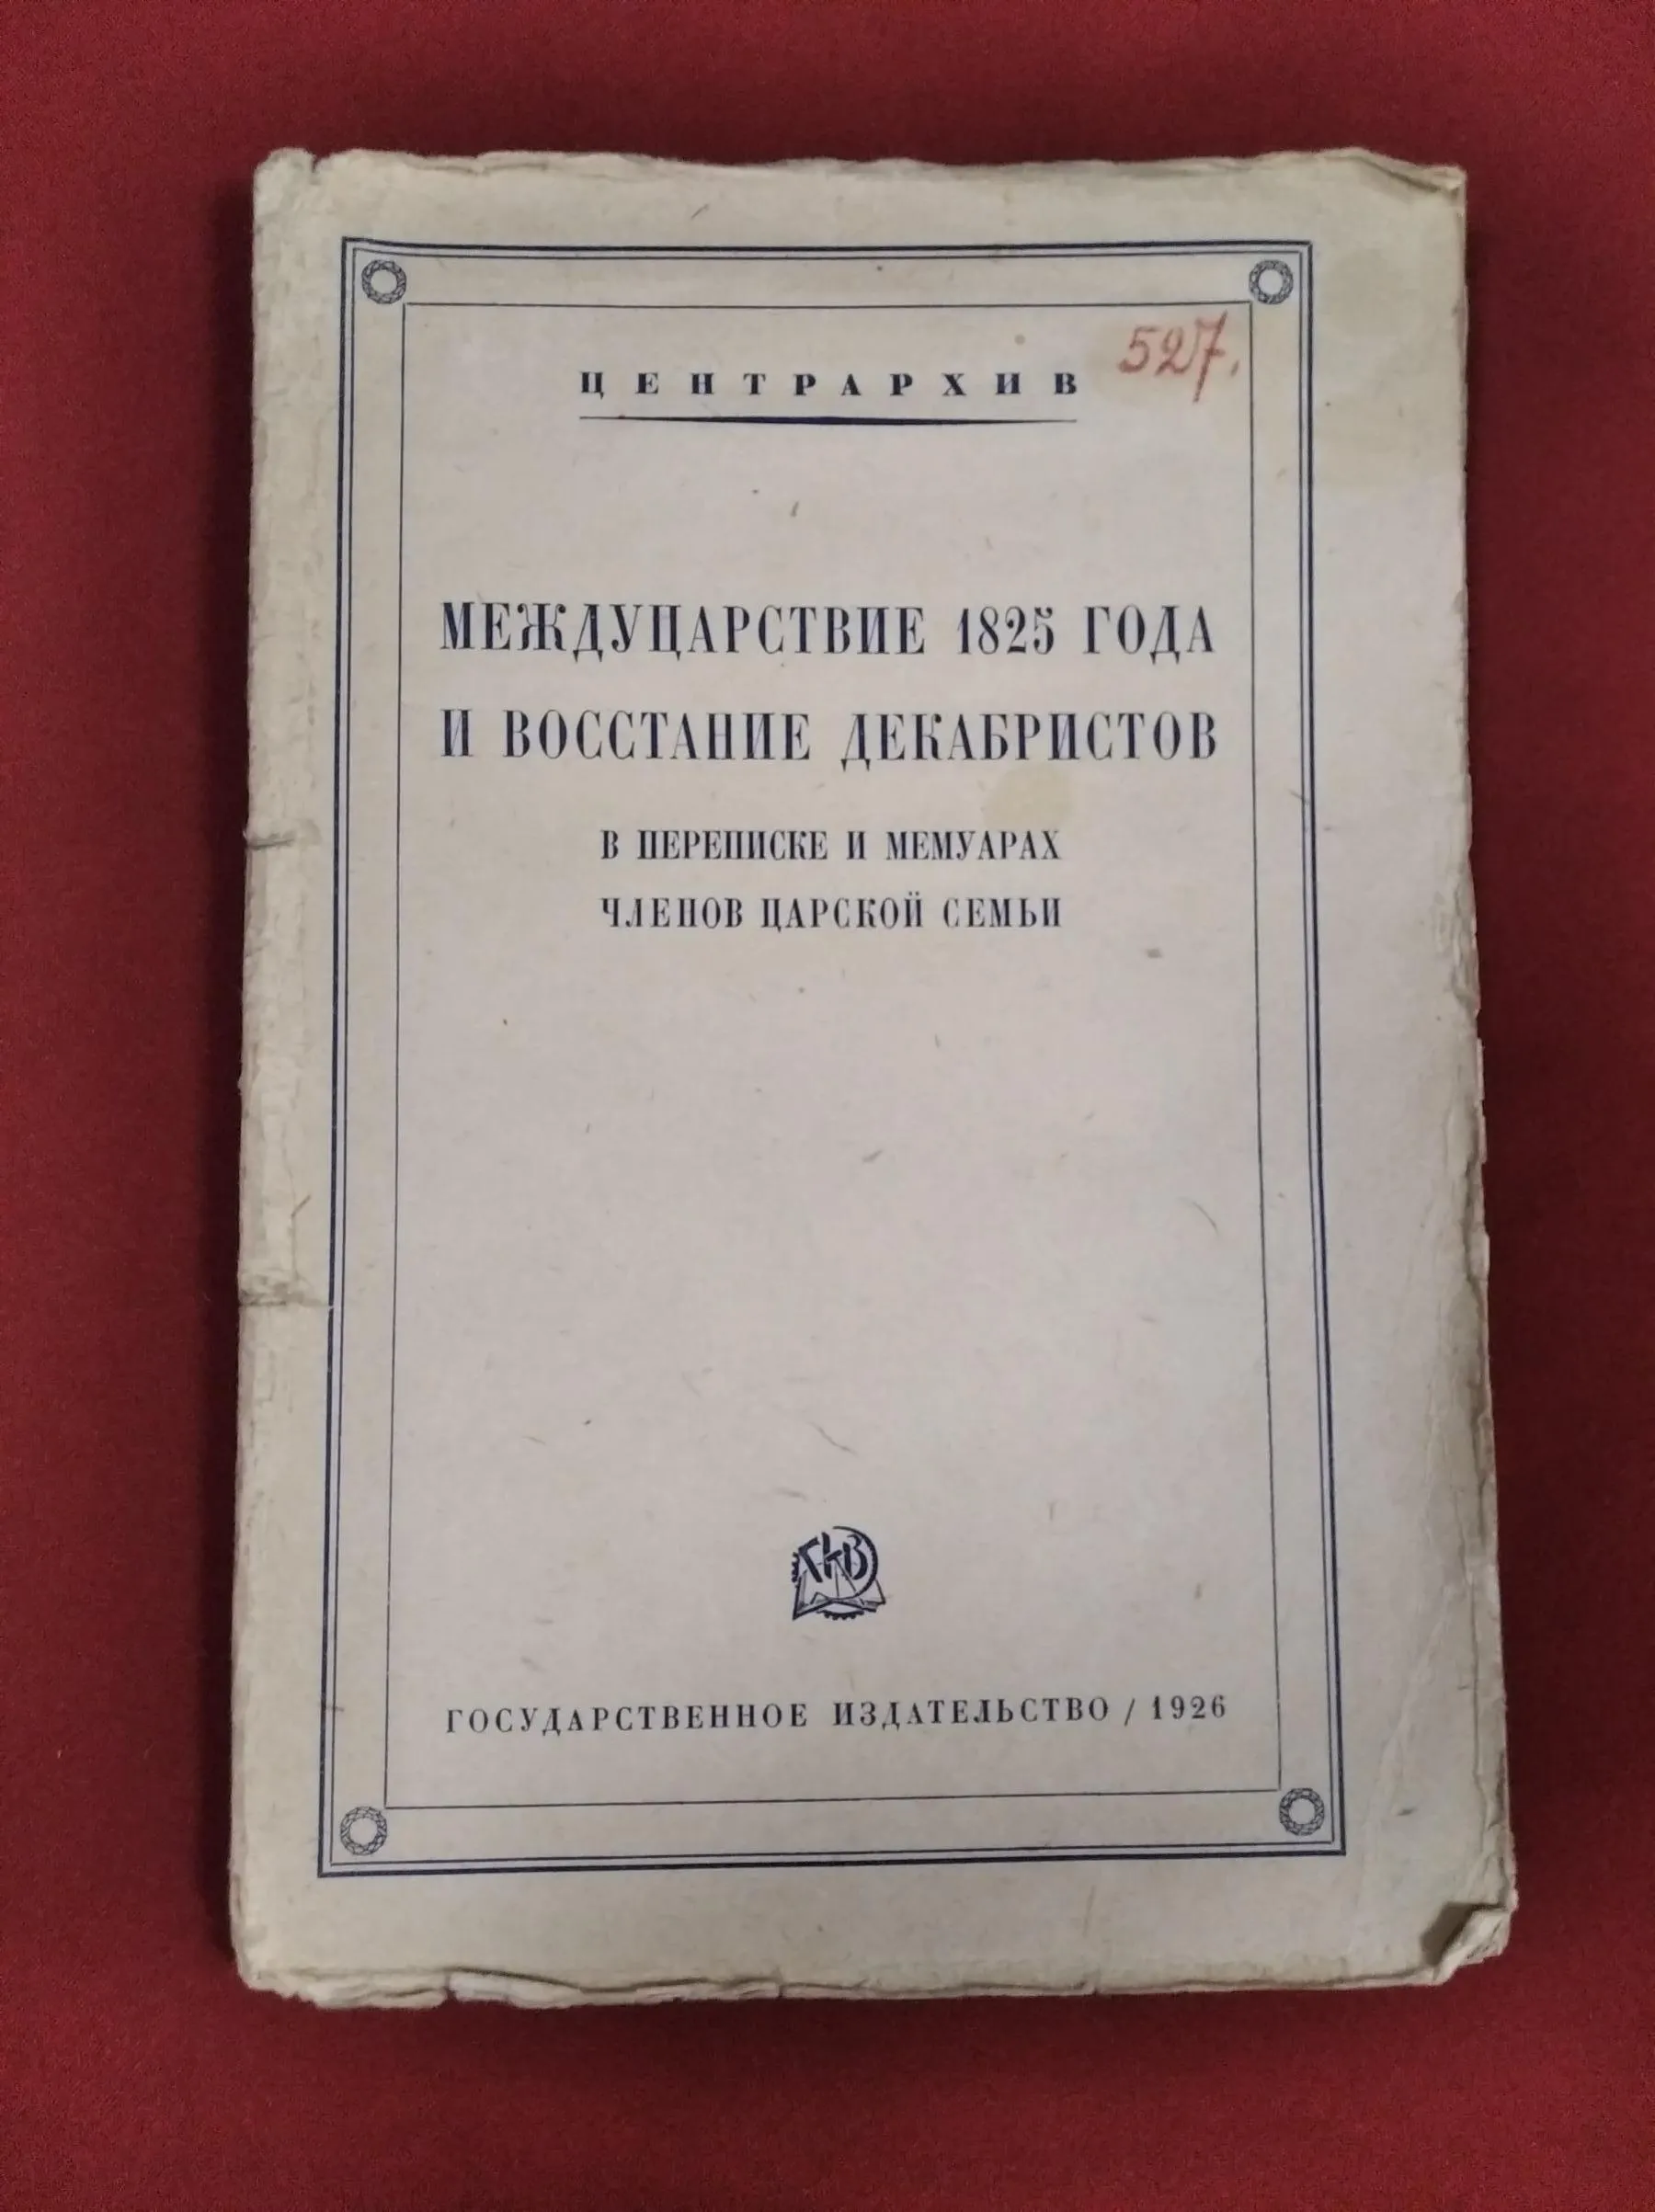 ЦЕНТРАРХИВ
527.
МЕЖДУЦАРСТВИЕ 1825 ГОДА
И ВОССТАНИЕ ДЕКАБРИСТОВ
В ПЕРЕПИСКЕ И МЕМУАРАХ
ЧЛЕНОВ ЦАРСКОЙ СЕМЬИ
ГОСУДАРСТВЕННОЕ ИЗДАТЕЛЬСТВО / 1926